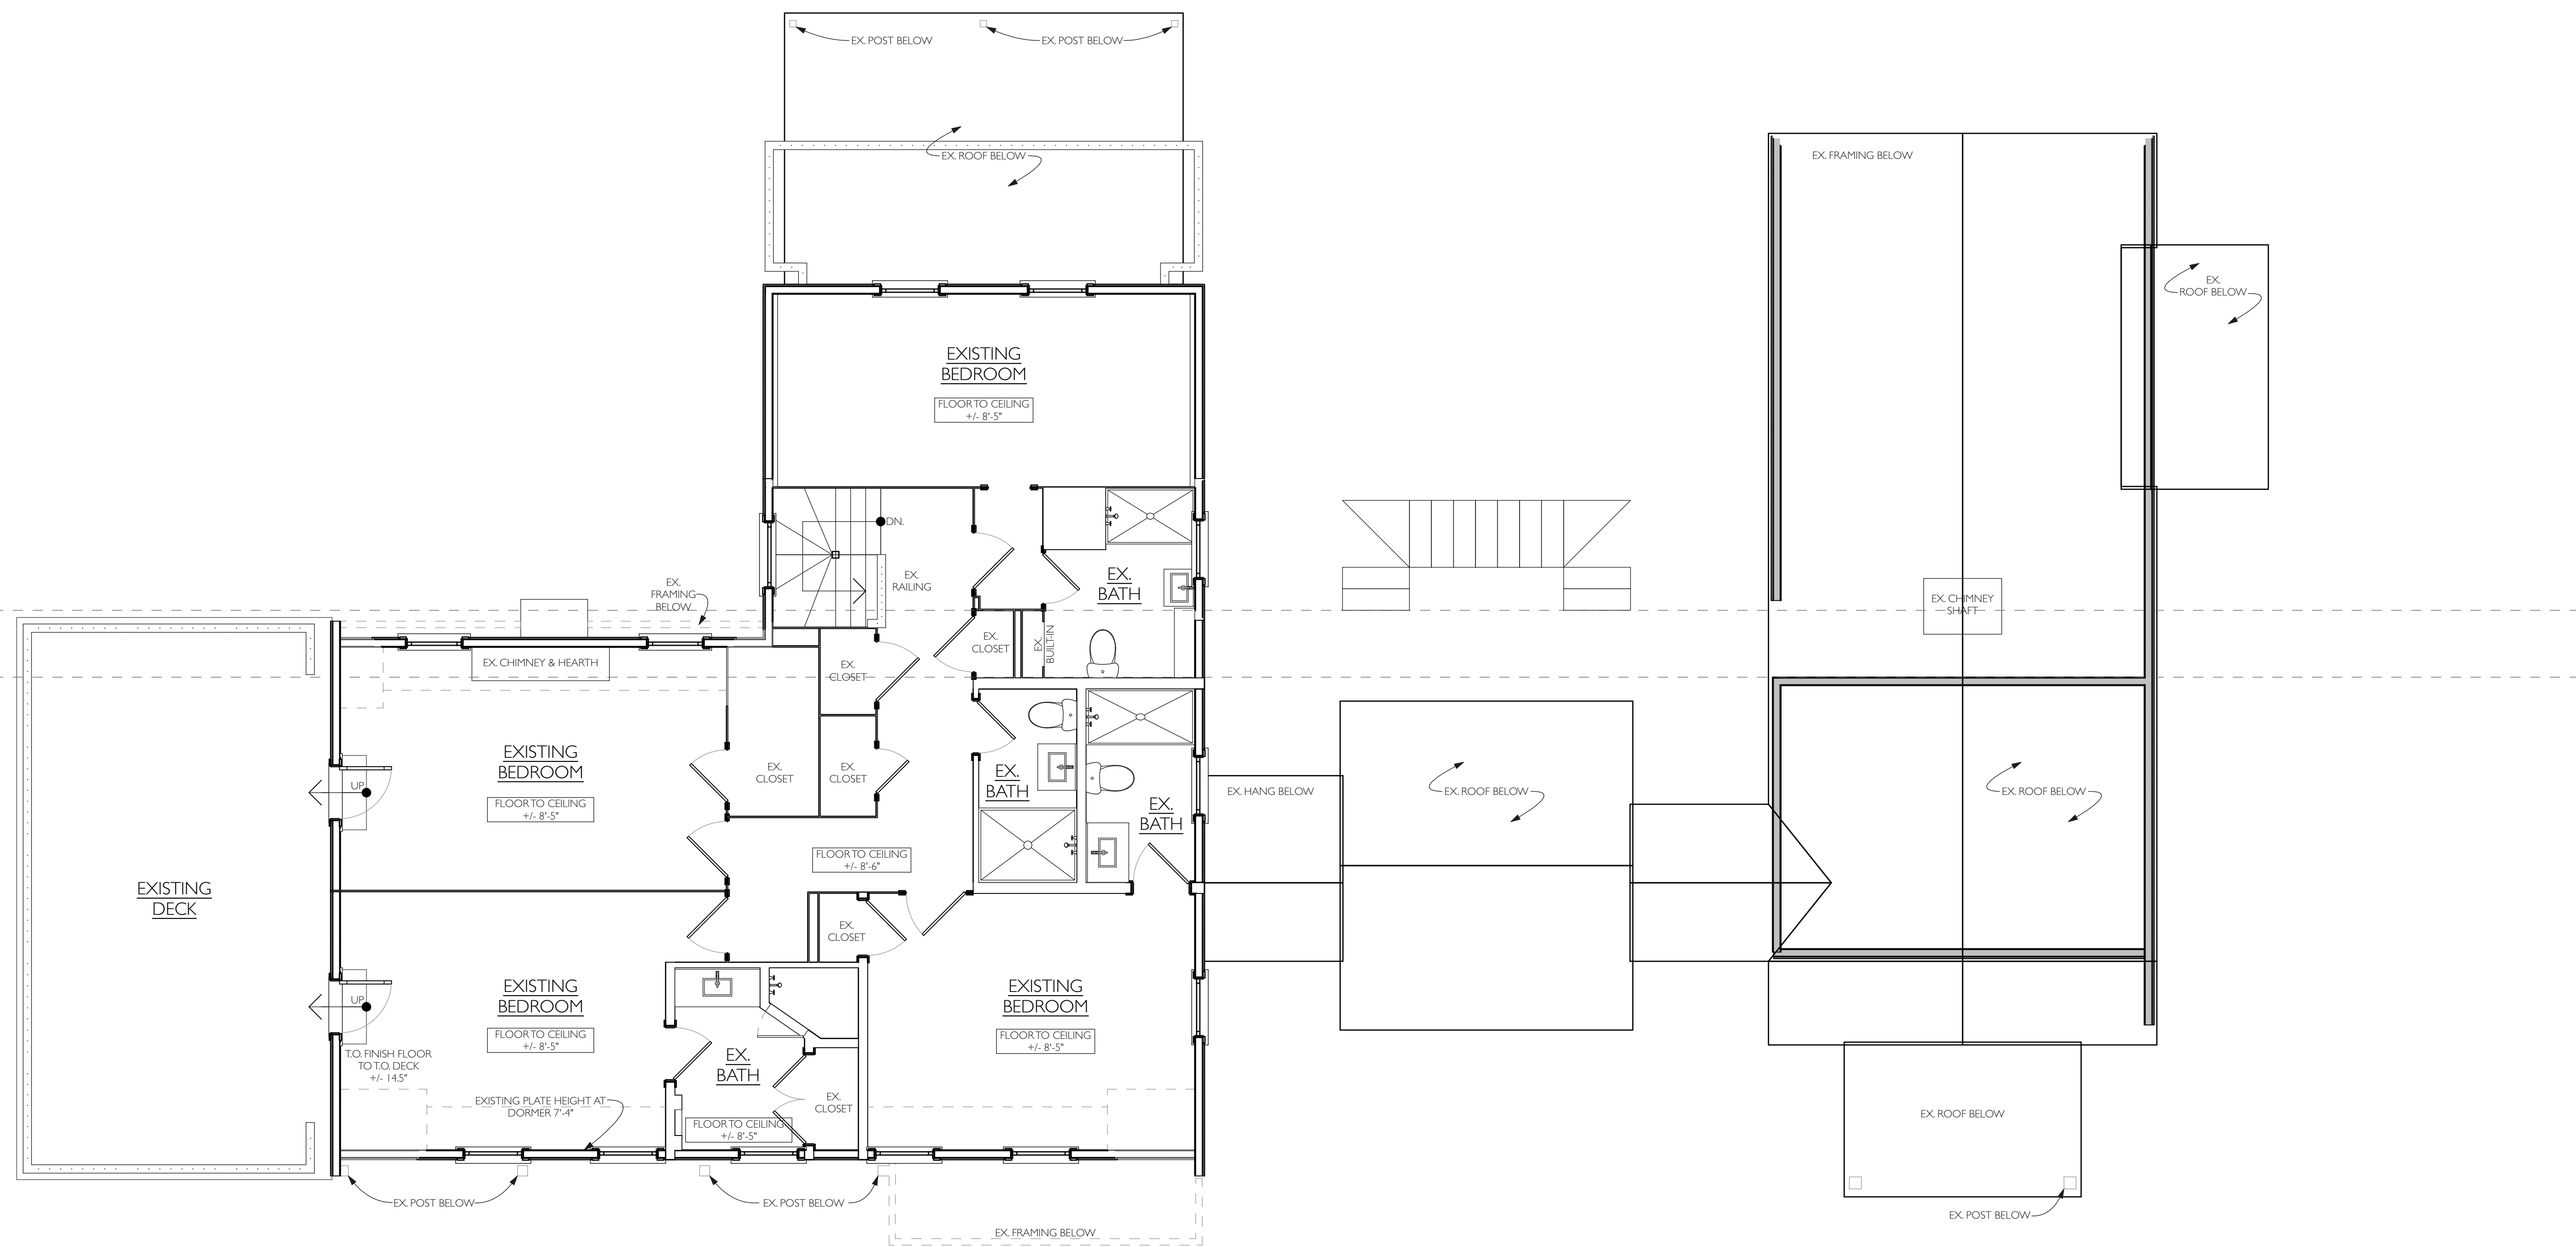 EX. POST BELOW
EX. POST BELOW
EX. ROOF BELOW
EX. FRAMING BELOW
EX.
ROOF BELOW
EXISTING
BEDROOM
FLOOR TO CEILING
+/- 8'-5"
DN.
EX.
RAILING
EX.
BATH
EX.
FRAMING
BELOW
EX. CHIMNEY
SHAFT
EX.
CLOSET
EX.
BUILT-IN
EX. CHIMNEY & HEARTH
EX.
CLOSET
EXISTING
BEDROOM
FLOOR TO CEILING
+/- 8'-5"
UP
EX.
CLOSET
EX.
CLOSET
EX.
BATH
EX.
BATH
EX. HANG BELOW
EX. ROOF BELOW
EX. ROOF BELOW
FLOOR TO CEILING
+/- 8'-6"
EXISTING
DECK
EX.
CLOSET
EXISTING
BEDROOM
FLOOR TO CEILING
+/- 8'-5"
UP
EXISTING
BEDROOM
FLOOR TO CEILING
+/- 8'-5"
T.O. FINISH FLOOR
TO T.O. DECK
+/- 14.5"
EX.
BATH
EXISTING PLATE HEIGHT AT
DORMER 7'-4"
EX.
CLOSET
FLOOR TO CEILING
+/- 8'-5"
EX. ROOF BELOW
EX. POST BELOW
EX. POST BELOW
EX. POST BELOW
EX. FRAMING BELOW